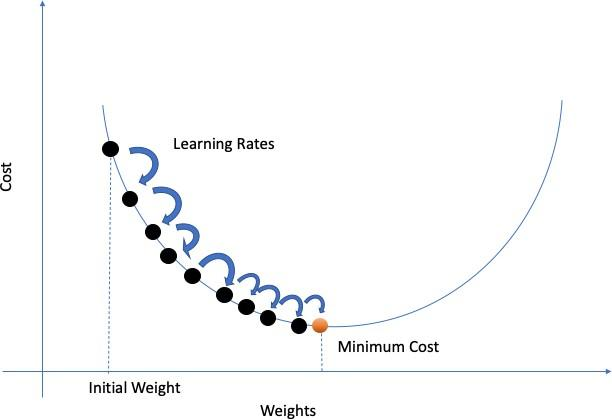 Learning Rates
Cost
Minimum Cost
Initial Weight
Weights